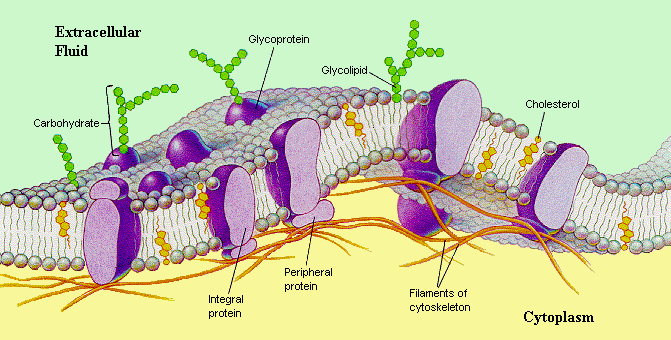 Extracellular
Fluid
Glycoprotein
Glycolipid
Carbohydrate
Cholesterol
Integral
protein
Peripheral
protein
Filaments of
cytoskeleton
Cytoplasm